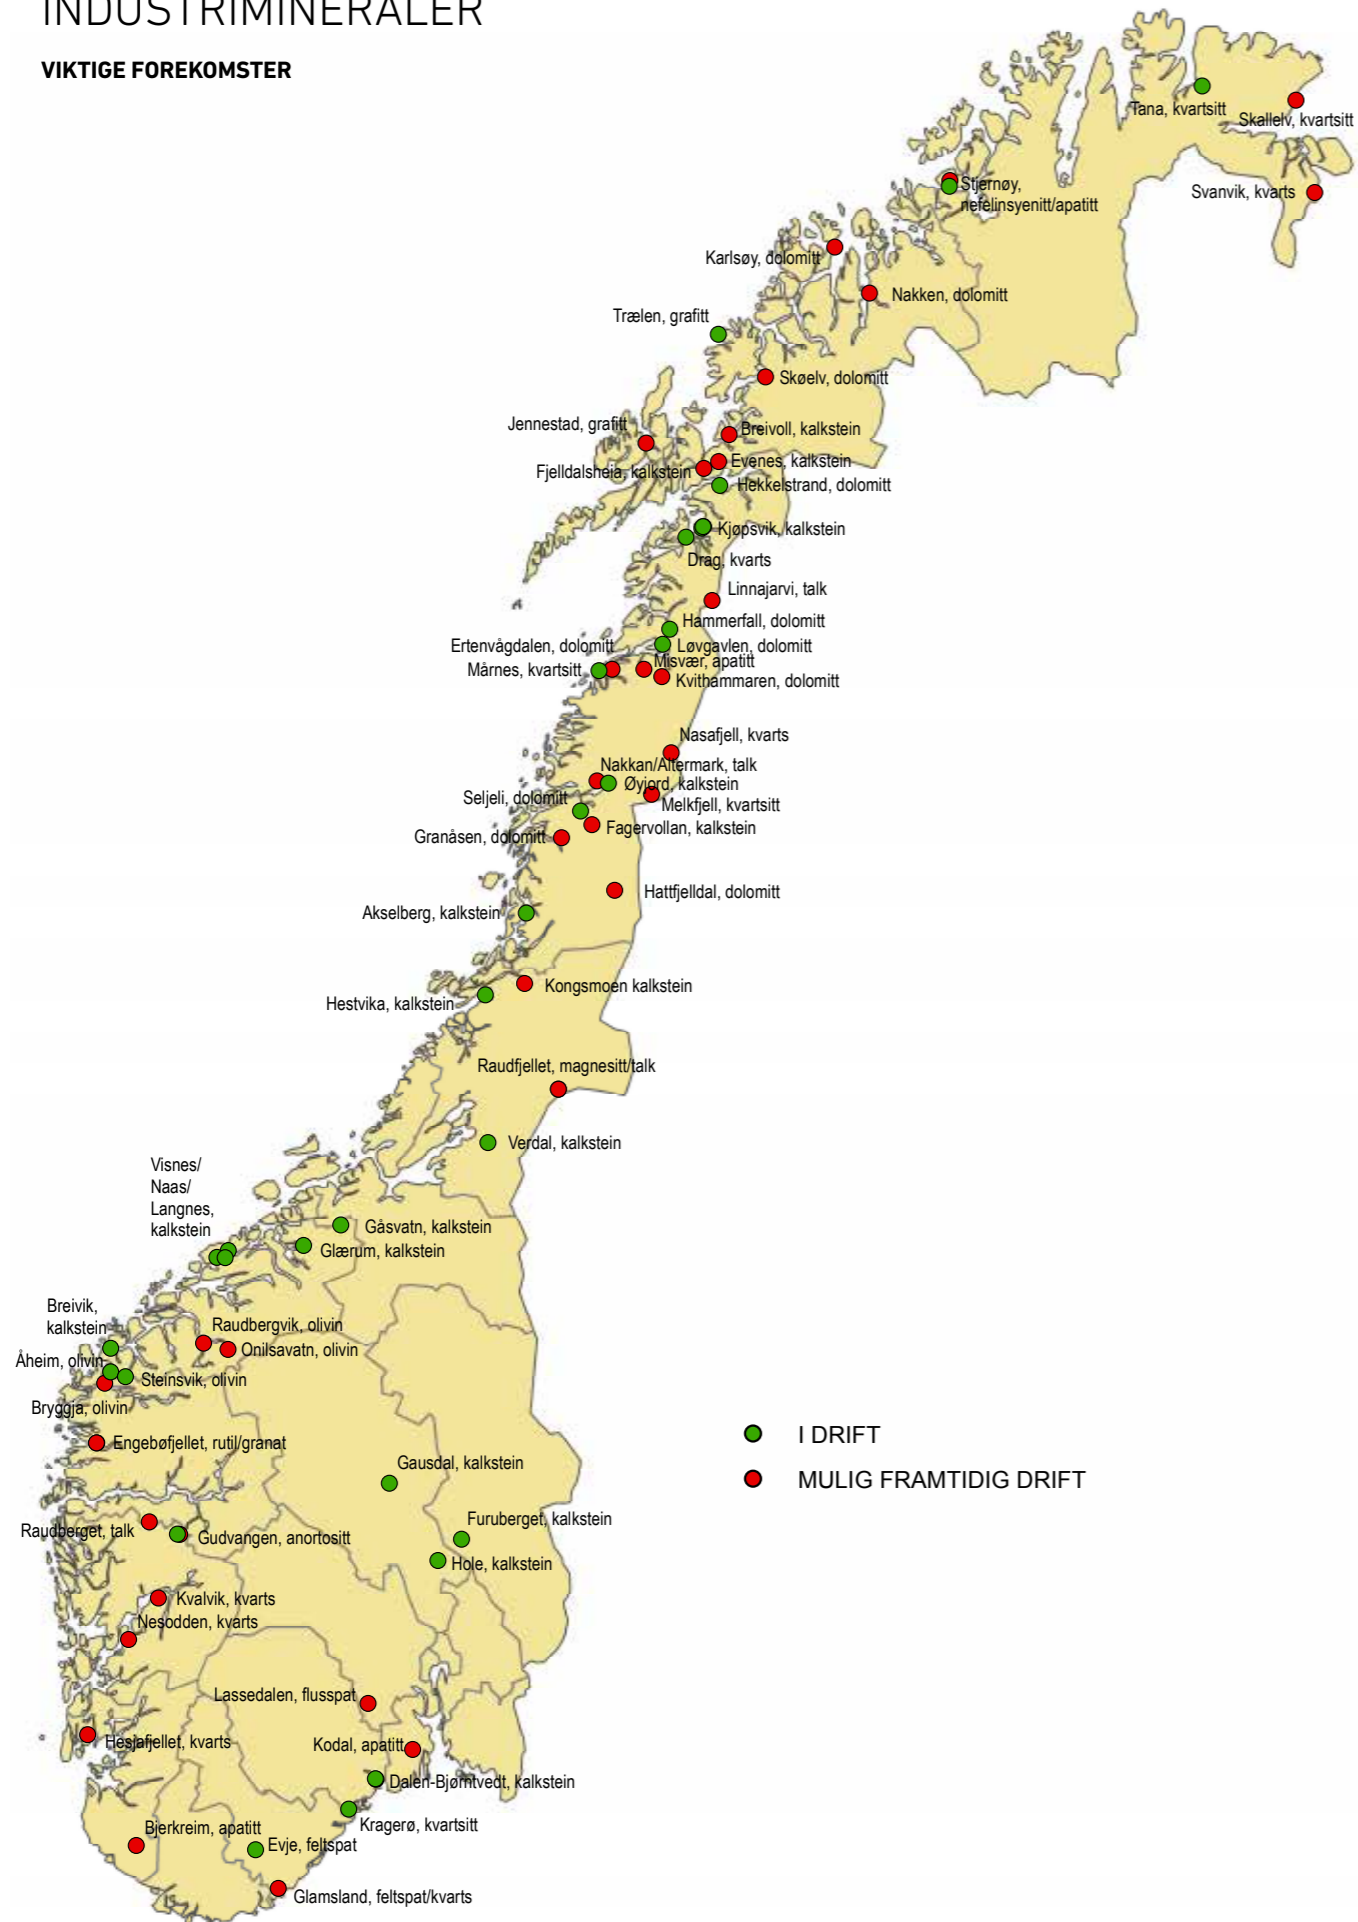 INDUSTRIMINERALER
VIKTIGE FOREKOMSTER
Tana, kvartsitt
Skallelv, kvartsitt
Stjernøy,
nefelinsyenitt/apatitt
Svanvik, kvarts
Karlsøy, dolomitt
Nakken, dolomitt
Trælen, grafitt
Skøelv, dolomitt
Jennestad, grafitt
Breivoll, kalkstein
Evenes, kalkstein
Fjelldalsheia, kalkstein
Hekkelstrand, dolomitt
Kjøpsvik, kalkstein
Drag, kvarts
Linnajarvi, talk
Hammerfall, dolomitt
Ertenvågdalen, dolomitt
Løvgavlen, dolomitt
Misvær, apatitt
Mårnes, kvartsitt
Kvithammaren, dolomitt
Nasafjell, kvarts
Nakkan/Altermark, talk
Øyjord, kalkstein
Seljeli, dolomitt
Melkfjell, kvartsitt
Fagervollan, kalkstein
Granåsen, dolomitt
Hattfjelldal, dolomitt
Akselberg, kalkstein
Kongsmoen kalkstein
Hestvika, kalkstein
Raudfjellet, magnesitt/talk
Verdal, kalkstein
Visnes/
Naas/
Langnes,
kalkstein
Gåsvatn, kalkstein
Glærum, kalkstein
Breivik,
kalkstein
Raudbergvik, olivin
Onilsavatn, olivin
Åheim, olivin
Steinsvik, olivin
Bryggja, olivin
Engebøfjellet, rutil/granat
I DRIFT
MULIG FRAMTIDIG DRIFT
Gausdal, kalkstein
Furuberget, kalkstein
Raudberget, talk
Gudvangen, anortositt
Hole, kalkstein
Kvalvik, kvarts
Nesodden, kvarts
Lassedalen, flusspat
Hesjafjellet, kvarts
Kodal, apatitt
Dalen-Bjørntvedt, kalkstein
Kragerø, kvartsitt
Bjerkreim, apatitt
Evje, feltspat
Glamsland, feltspat/kvarts